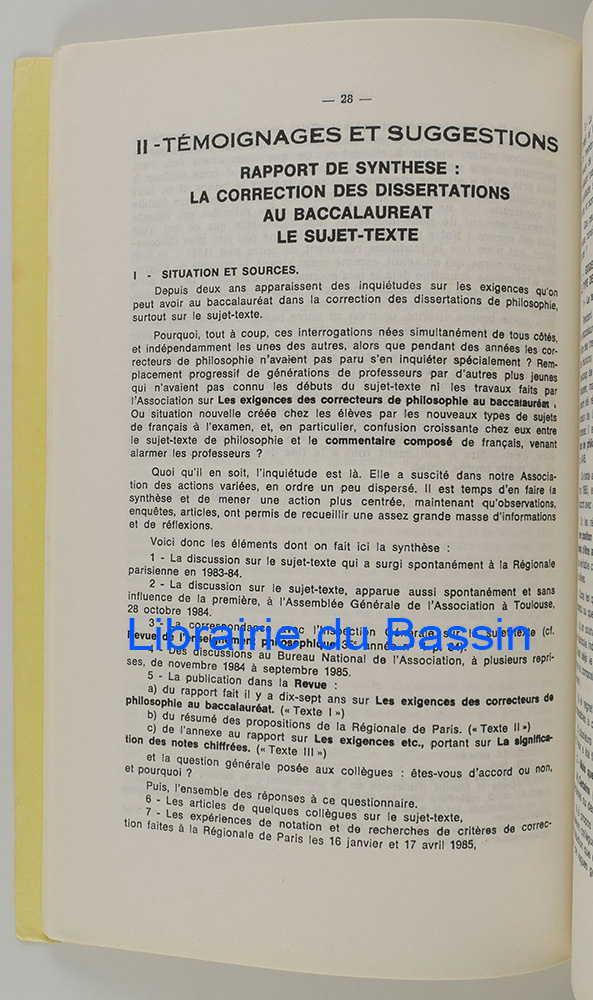 — 28 —
II - TÉMOIGNAGES ET SUGGESTIONS
RAPPORT DE SYNTHESE :
LA CORRECTION DES DISSERTATIONS
AU BACCALAUREAT
LE SUJET-TEXTE
I - SITUATION ET SOURCES.
Depuis deux ans apparaissent des inquiétudes sur les exigences qu'on
peut avoir au baccalauréat dans la correction des dissertations de philosophie,
surtout sur le sujet-texte.
Pourquoi, tout à coup, ces interrogations nées simultanément de tous côtés,
et indépendamment les unes des autres, alors que pendant des années les cor-
recteurs de philosophie n'avaient pas paru s'en inquiéter spécialement ? Rem-
placement progressif de générations de professeurs par d'autres plus jeunes
qui n'avaient pas connu les débuts du sujet-texte ni les travaux faits par
l'Association sur Les exigences des correcteurs de philosophie au baccalauréat.
Ou situation nouvelle créée chez les élèves par les nouveaux types de sujets
de français à l'examen, et, en particulier, confusion croissante chez eux entre
le sujet-texte de philosophie et le commentaire composé de français, venant
alarmer les professeurs ?
Quoi qu'il en soit, l'inquiétude est là. Elle a suscité dans notre Associa-
tion des actions variées, en ordre un peu dispersé. Il est temps d'en faire la
synthèse et de mener une action plus centrée, maintenant qu'observations,
enquêtes, articles, ont permis de recueillir une assez grande masse d'informations
et de réflexions.
Voici donc les éléments dont on fait ici la synthèse :
1 - La discussion sur le sujet-texte qui a surgi spontanément à la Régionale
parisienne en 1983-84.
2 - La discussion sur le sujet-texte, apparue aussi spontanément et sans
influence de la première, à l'Assemblée Générale de l'Association à Toulouse,
28 octobre 1984.
3 - La correspondance avec l'Inspection Générale sur le sujet-texte (cf.
Revue de l'enseignement philosophique 35e année
Des discussions au Bureau National de l'Association, à plusieurs repri-
ses, de novembre 1984 à septembre 1985.
Librairie du Bassin
5 - La publication dans la Revue :
a) du rapport fait il y a dix-sept ans sur Les exigences des correcteurs de
philosophie au baccalauréat. (« Texte I »)
b) du résumé des propositions de la Régionale de Paris. (« Texte II »)
c) de l'annexe au rapport sur Les exigences etc., portant sur La significa-
tion des notes chiffrées. (« Texte III »)
et la question générale posée aux collègues : êtes-vous d'accord ou non,
et pourquoi ?
Puis, l'ensemble des réponses à ce questionnaire.
6 - Les articles de quelques collègues sur le sujet-texte,
7 - Les expériences de notation et de recherches de critères de correc-
tion faites à la Régionale de Paris les 16 janvier et 17 avril 1985,